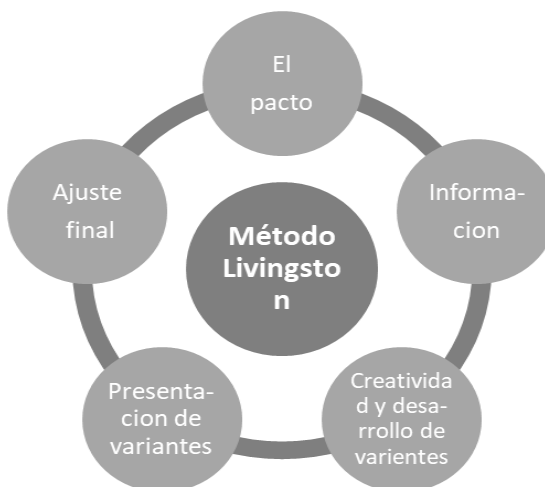 El
pacto
Informa-
cion
Creativida
d y desa-
rrollo de
varientes
Presenta-
cion de
variantes
Ajuste
final
Método
Livingsto
n